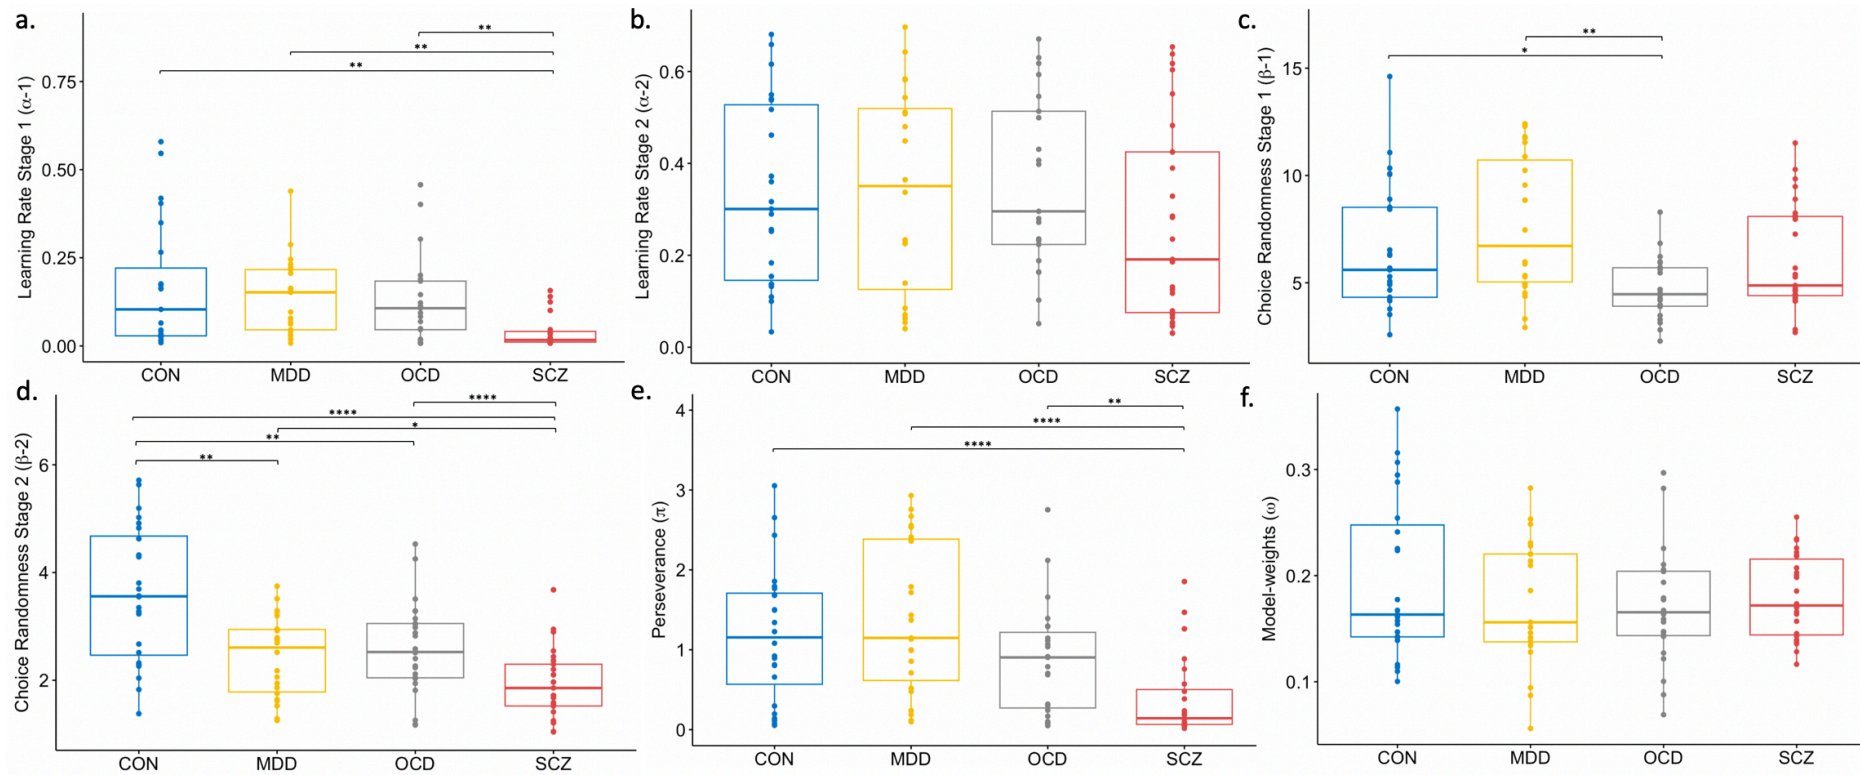 a.
**
**
**
Learning Rate Stage 1 (α-1)
0.75
0.50
0.25
0.00
CON MDD OCD SCZ
b.
Learning Rate Stage 2 (α-2)
0.6
0.4
0.2
0.0
CON MDD OCD SCZ
c.
**
*
Choice Randomness Stage 1 (β-1)
15
10
5
CON MDD OCD SCZ
d.
****
****
*
**
**
Choice Randomness Stage 2 (β-2)
6
4
2
CON MDD OCD SCZ
e.
**
****
****
Perseverance (π)
4
3
2
1
0
CON MDD OCD SCZ
f.
Model-weights (ω)
0.3
0.2
0.1
CON MDD OCD SCZ